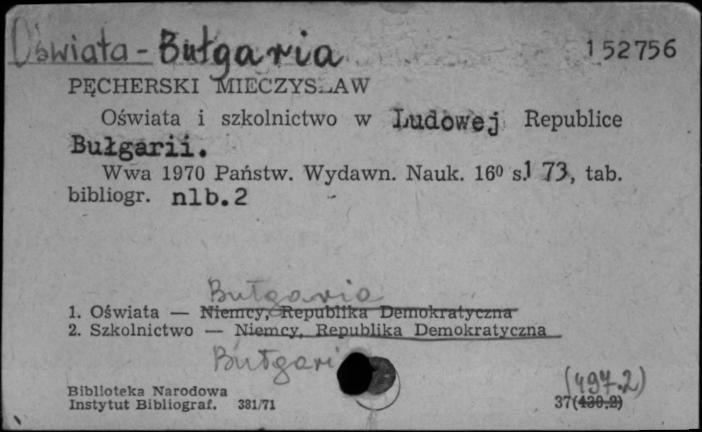 Oświata - Bułgaria
152756
PĘCHERSKI MIECZYSŁAW
Oświata i szkolnictwo w Ludowej Republice
Bułgarii.
Wwa 1970 Państw. Wydawn. Nauk. 16⁰ s. 173, tab.
bibliogr. nlb. 2
Bułgaria
1. Oświata — Niemcy, Republika Demokratyczna
2. Szkolnictwo — Niemcy, Republika Demokratyczna
Bułgari
(497.2)
Biblioteka Narodowa
Instytut Bibliograf. 381/71
37(430.2)